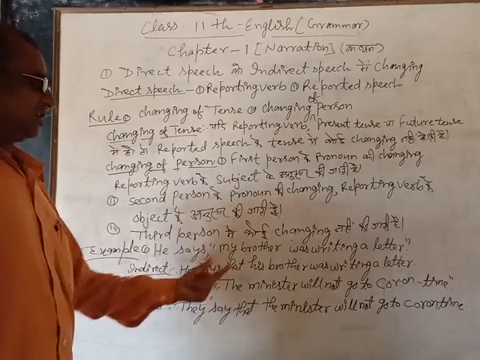 Class- 11th-English (Grammar)
Chapter-1 [Narration] (कथन)
① Direct speech को Indirect speech में Changing
Direct speech - ① Reporting verb ② Reported speech
Rule ① changing of Tense ② Changing of person
Changing of Tense: यदि Reporting verb, Present tense या Future tense
में हो तो Reported speech के tense में कोई changing नहीं होती है।
changing of person ① First person के Pronoun की changing
Reporting verb के Subject के अनुसार की जाती है।
Second person के pronoun की changing, Reporting verb के
object के अनुसार की जाती है।
Third person में कोई changing नहीं की जाती है।
Example ① He says "my brother was writing a letter"
Indirect: that his brother was writing a letter.
"The minister will not go to coron-time"
They say that the minister will not go to corontime